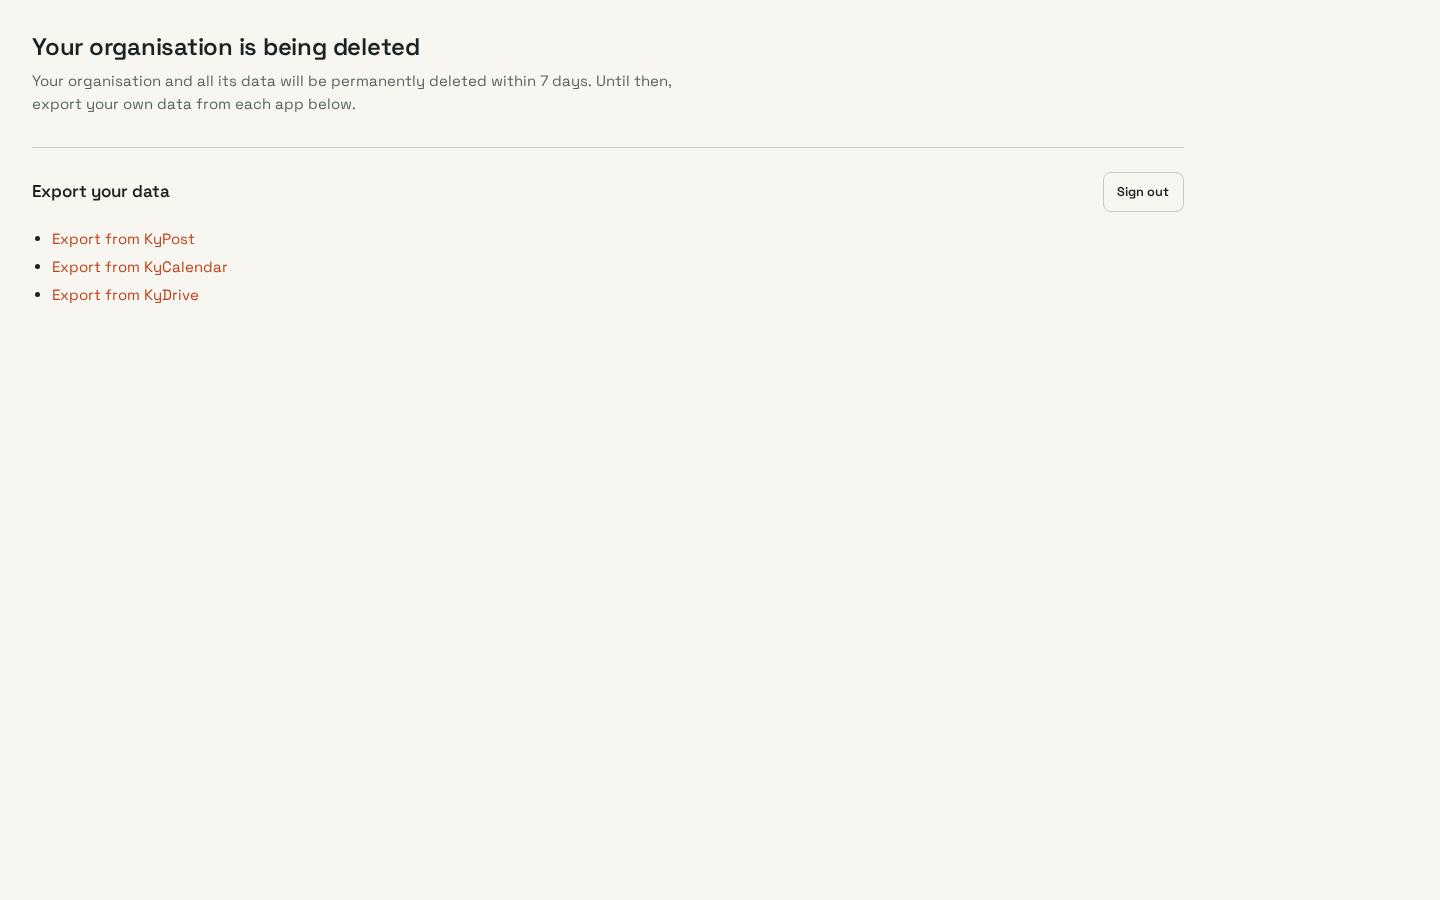 Your organisation is being deleted
Your organisation and all its data will be permanently deleted within 7 days. Until then,
export your own data from each app below.
Export your data
Sign out
Export from KyPost
Export from KyCalendar
Export from KyDrive